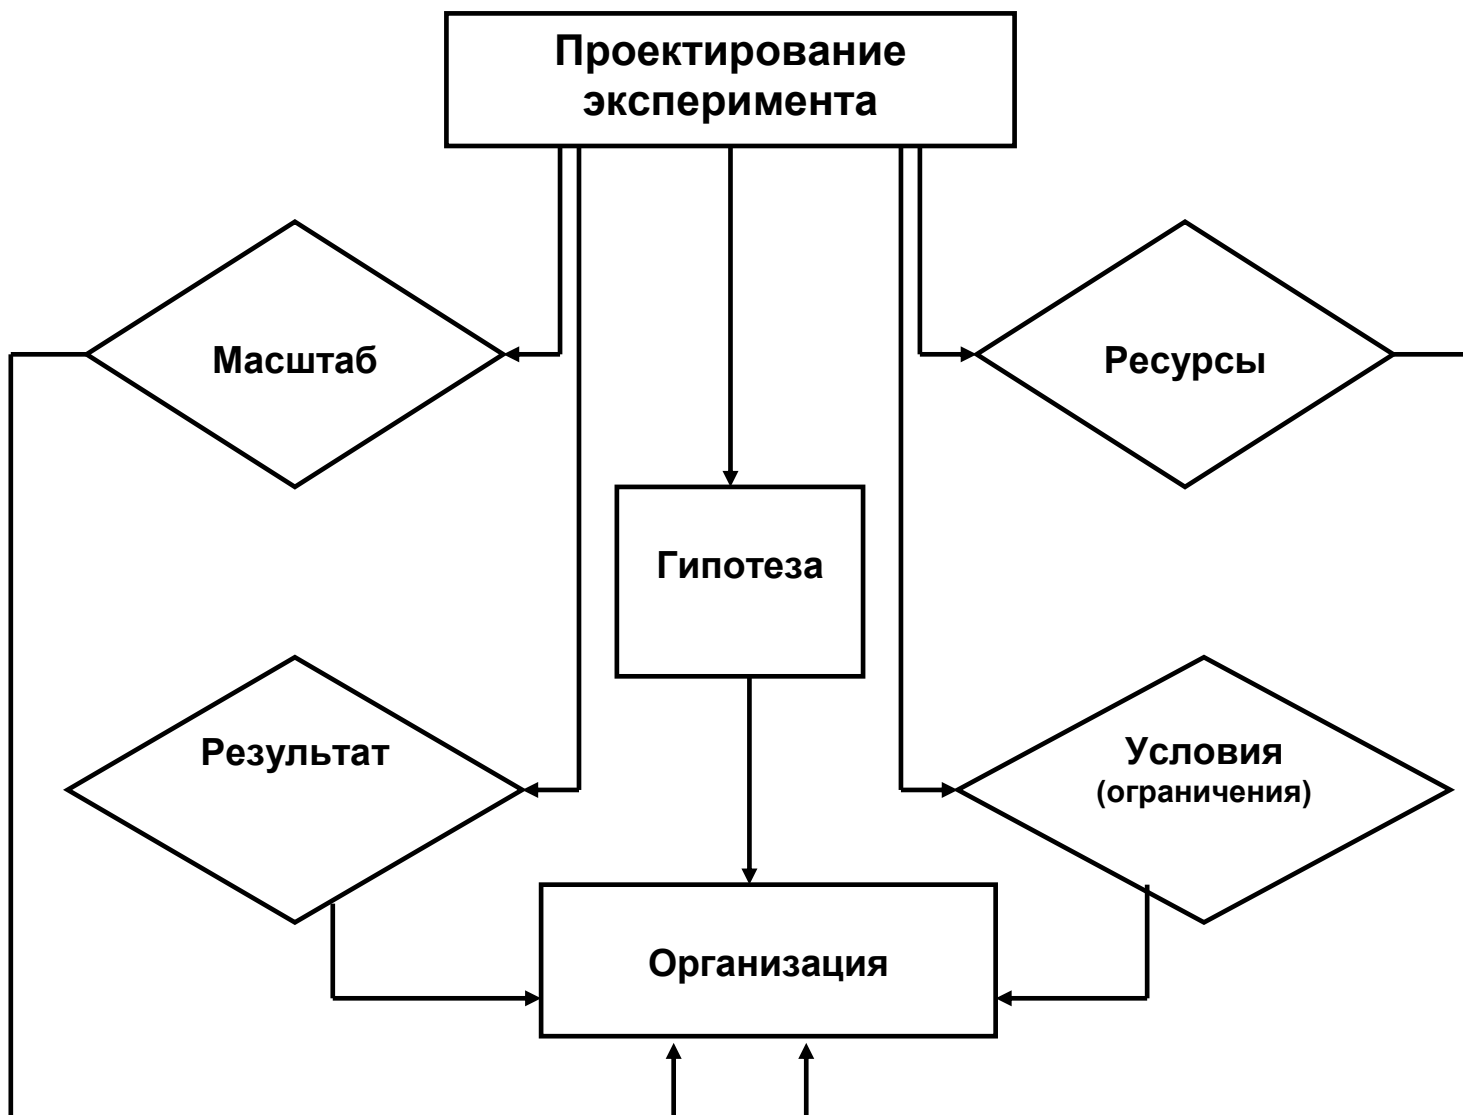 Проектирование
эксперимента
Масштаб
Ресурсы
Гипотеза
Результат
Условия
(ограничения)
Организация